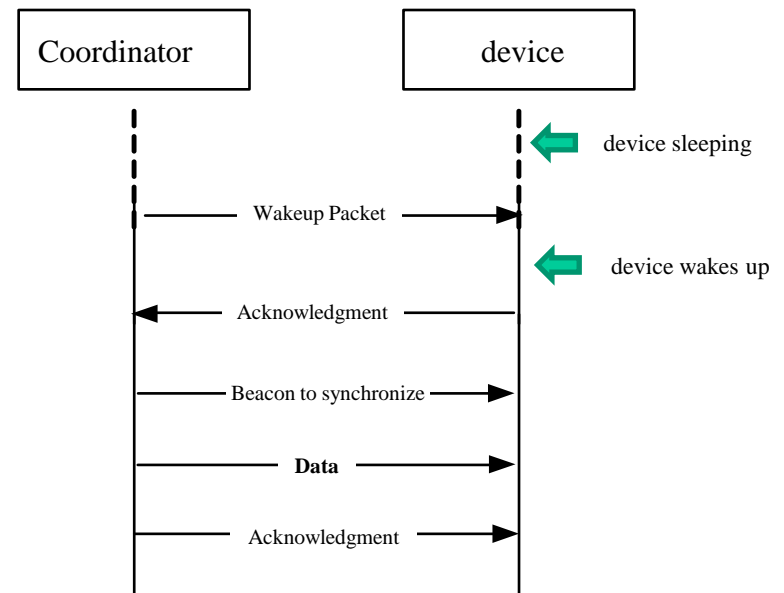 Coordinator
device
device sleeping
Wakeup Packet
device wakes up
Acknowledgment
Beacon to synchronize
Data
Acknowledgment